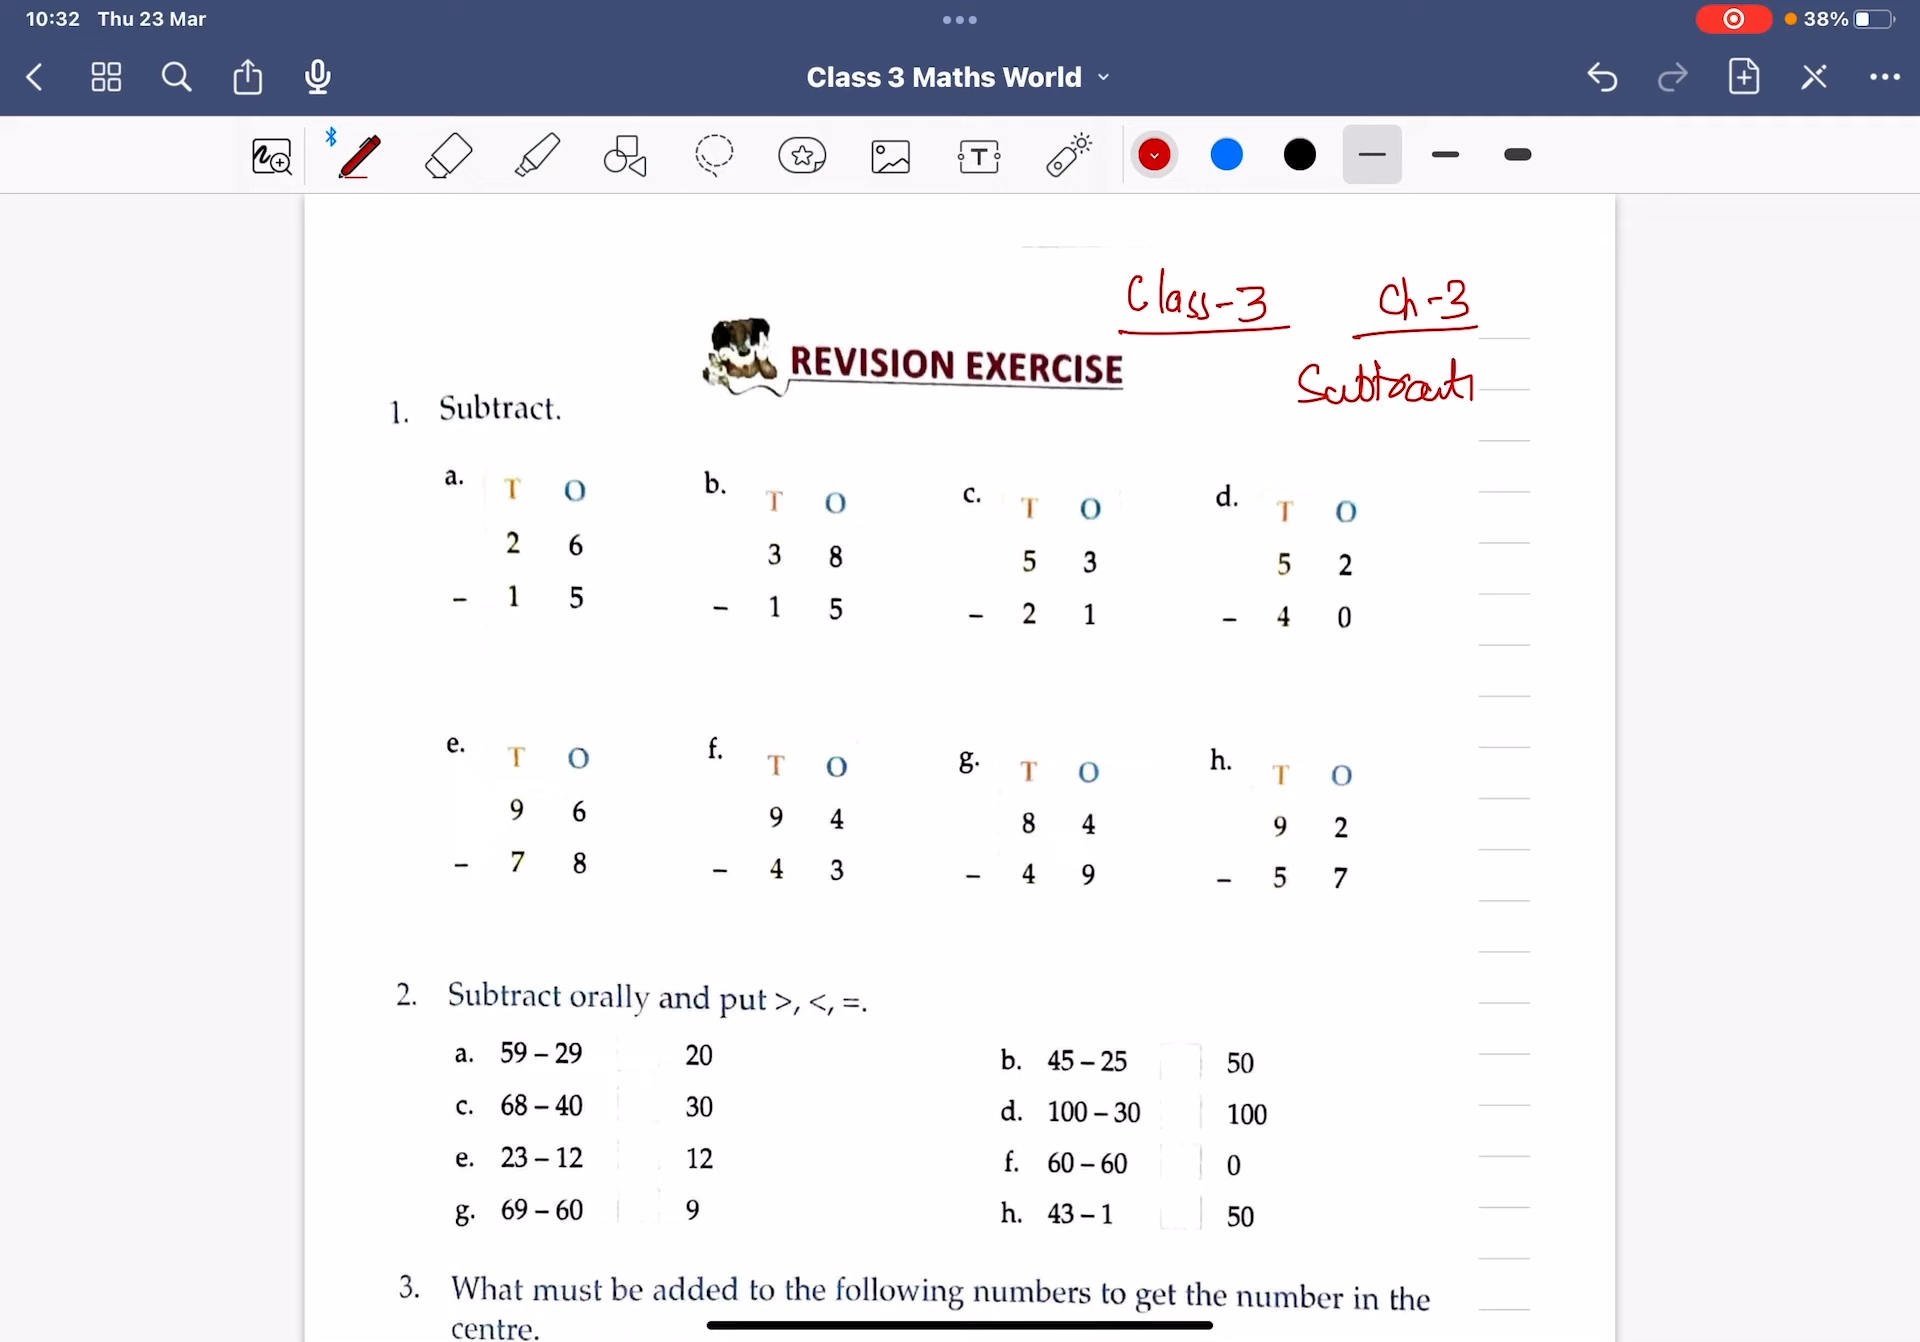 10:32 Thu 23 Mar
38%
Class 3 Maths World
T
Class-3 Ch-3
REVISION EXERCISE
Subtracti
1. Subtract.
a. T O
2 6
- 1 5
b. T O
3 8
- 1 5
c. T O
5 3
- 2 1
d. T O
5 2
- 4 0
e. T O
9 6
- 7 8
f. T O
9 4
- 4 3
g. T O
8 4
- 4 9
h. T O
9 2
- 5 7
2. Subtract orally and put >, <, =.
a. 59 – 29 20
b. 45 – 25 50
c. 68 – 40 30
d. 100 – 30 100
e. 23 – 12 12
f. 60 – 60 0
g. 69 – 60 9
h. 43 – 1 50
3. What must be added to the following numbers to get the number in the
centre.